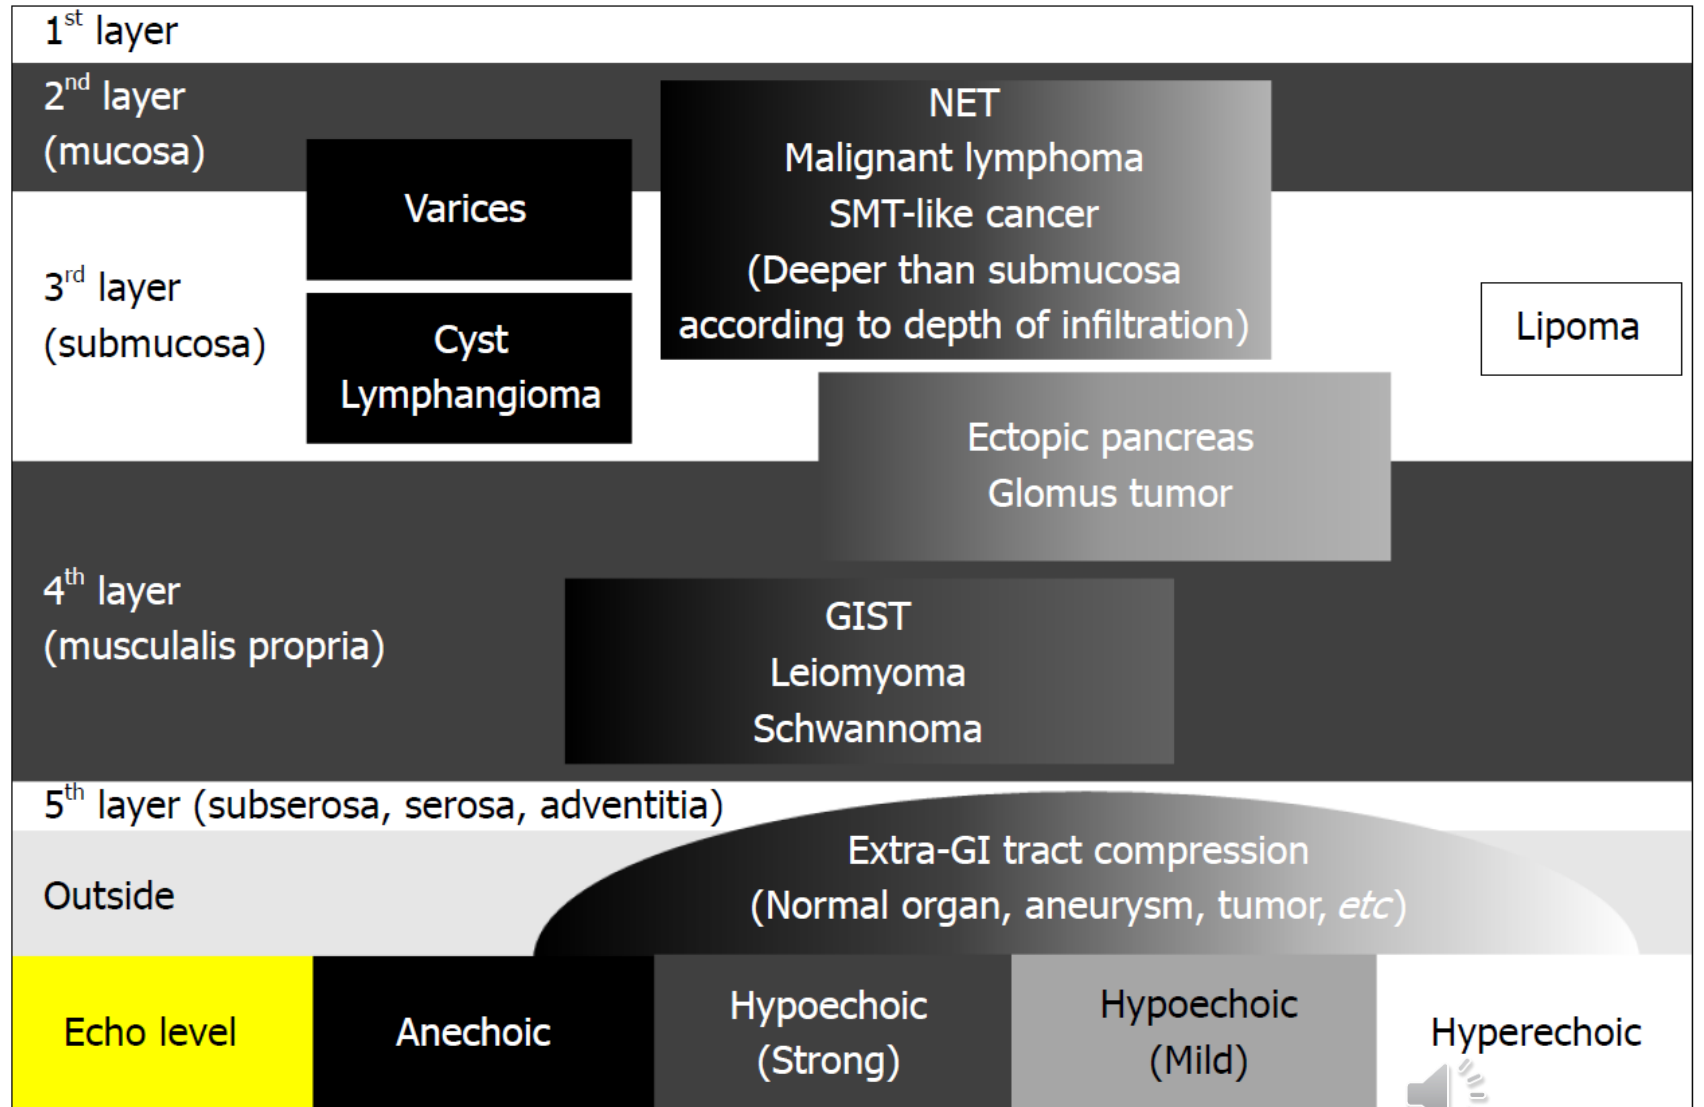 1st layer
2nd layer
(mucosa)
NET
Malignant lymphoma
SMT-like cancer
(Deeper than submucosa
according to depth of infiltration)
Varices
3rd layer
(submucosa)
Cyst
Lymphangioma
Lipoma
Ectopic pancreas
Glomus tumor
4th layer
(musculalis propria)
GIST
Leiomyoma
Schwannoma
5th layer (subserosa, serosa, adventitia)
Outside
Extra-GI tract compression
(Normal organ, aneurysm, tumor, etc)
Echo level
Anechoic
Hypoechoic
(Strong)
Hypoechoic
(Mild)
Hyperechoic